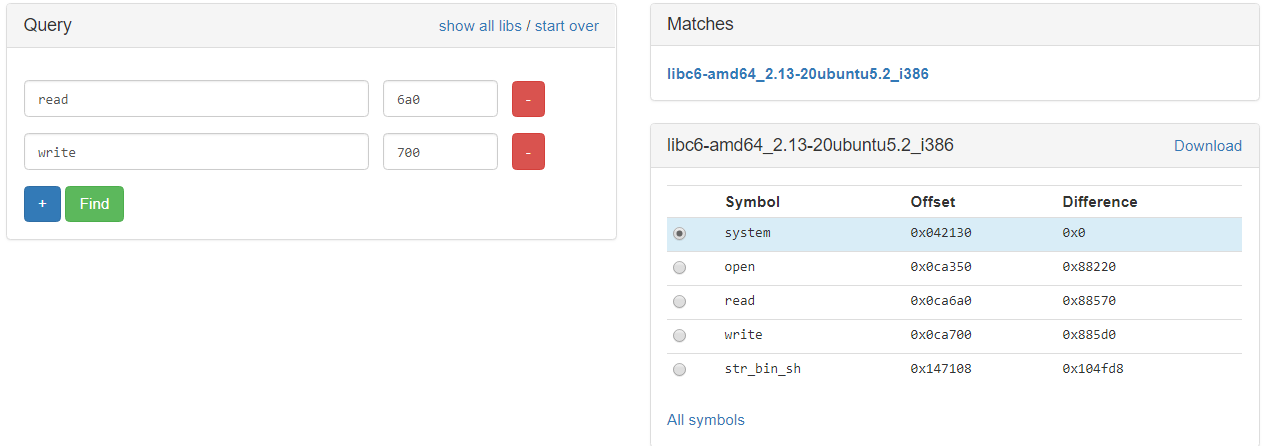 Query show all libs / start over
read 6a0 -
write 700 -
+ Find
Matches
libc6-amd64_2.13-20ubuntu5.2_i386
libc6-amd64_2.13-20ubuntu5.2_i386 Download
Symbol Offset Difference
system 0x042130 0x0
open 0x0ca350 0x88220
read 0x0ca6a0 0x88570
write 0x0ca700 0x885d0
str_bin_sh 0x147108 0x104fd8
All symbols